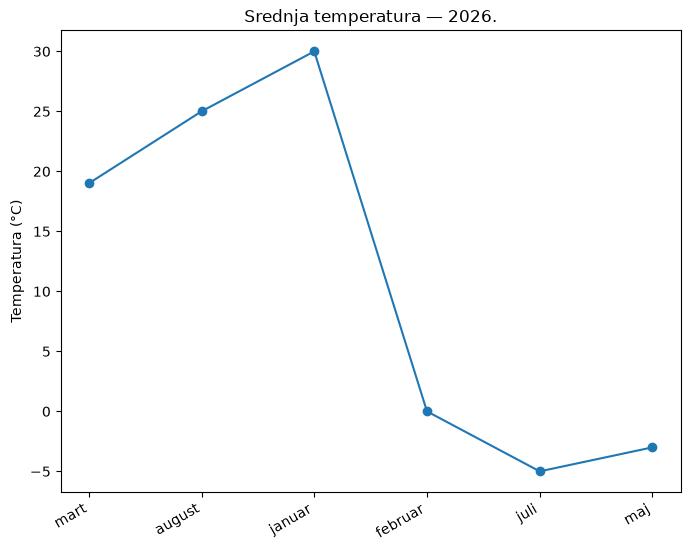 Srednja temperatura — 2026.
Temperatura (°C)
30
25
20
15
10
5
0
−5
mart
august
januar
februar
juli
maj